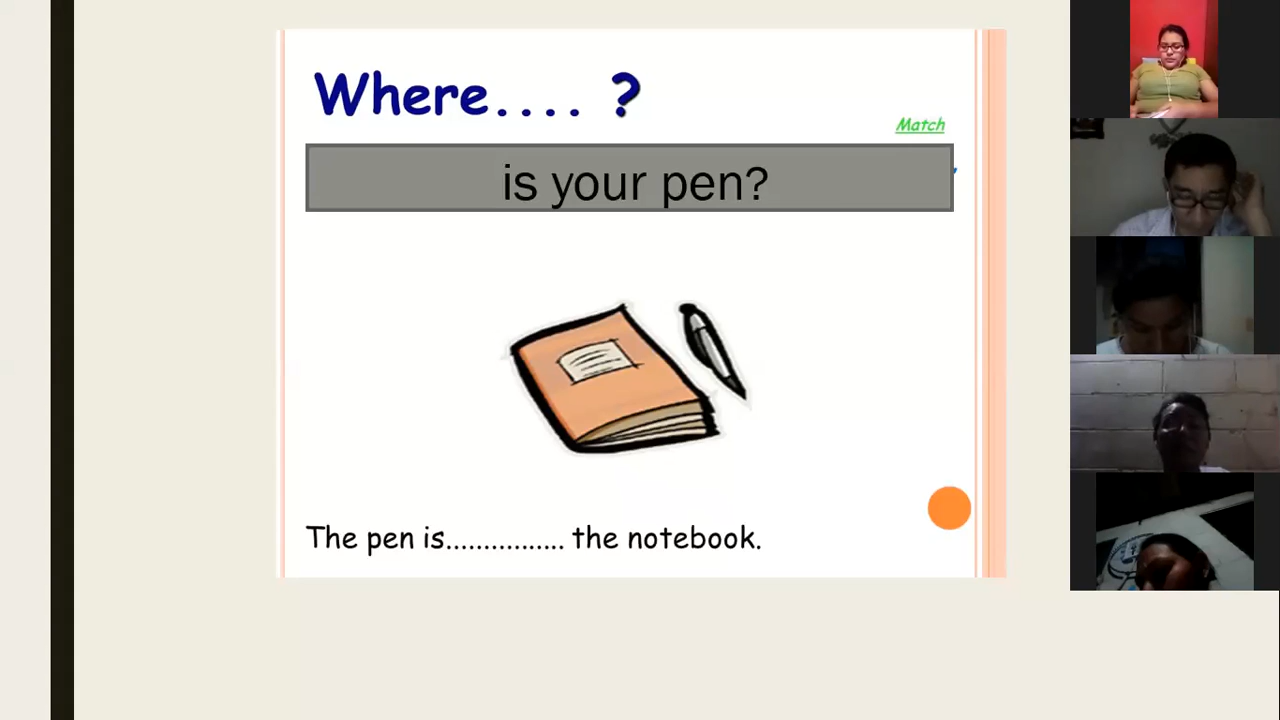 Where.... ?
Match
is your pen?
The pen is................ the notebook.